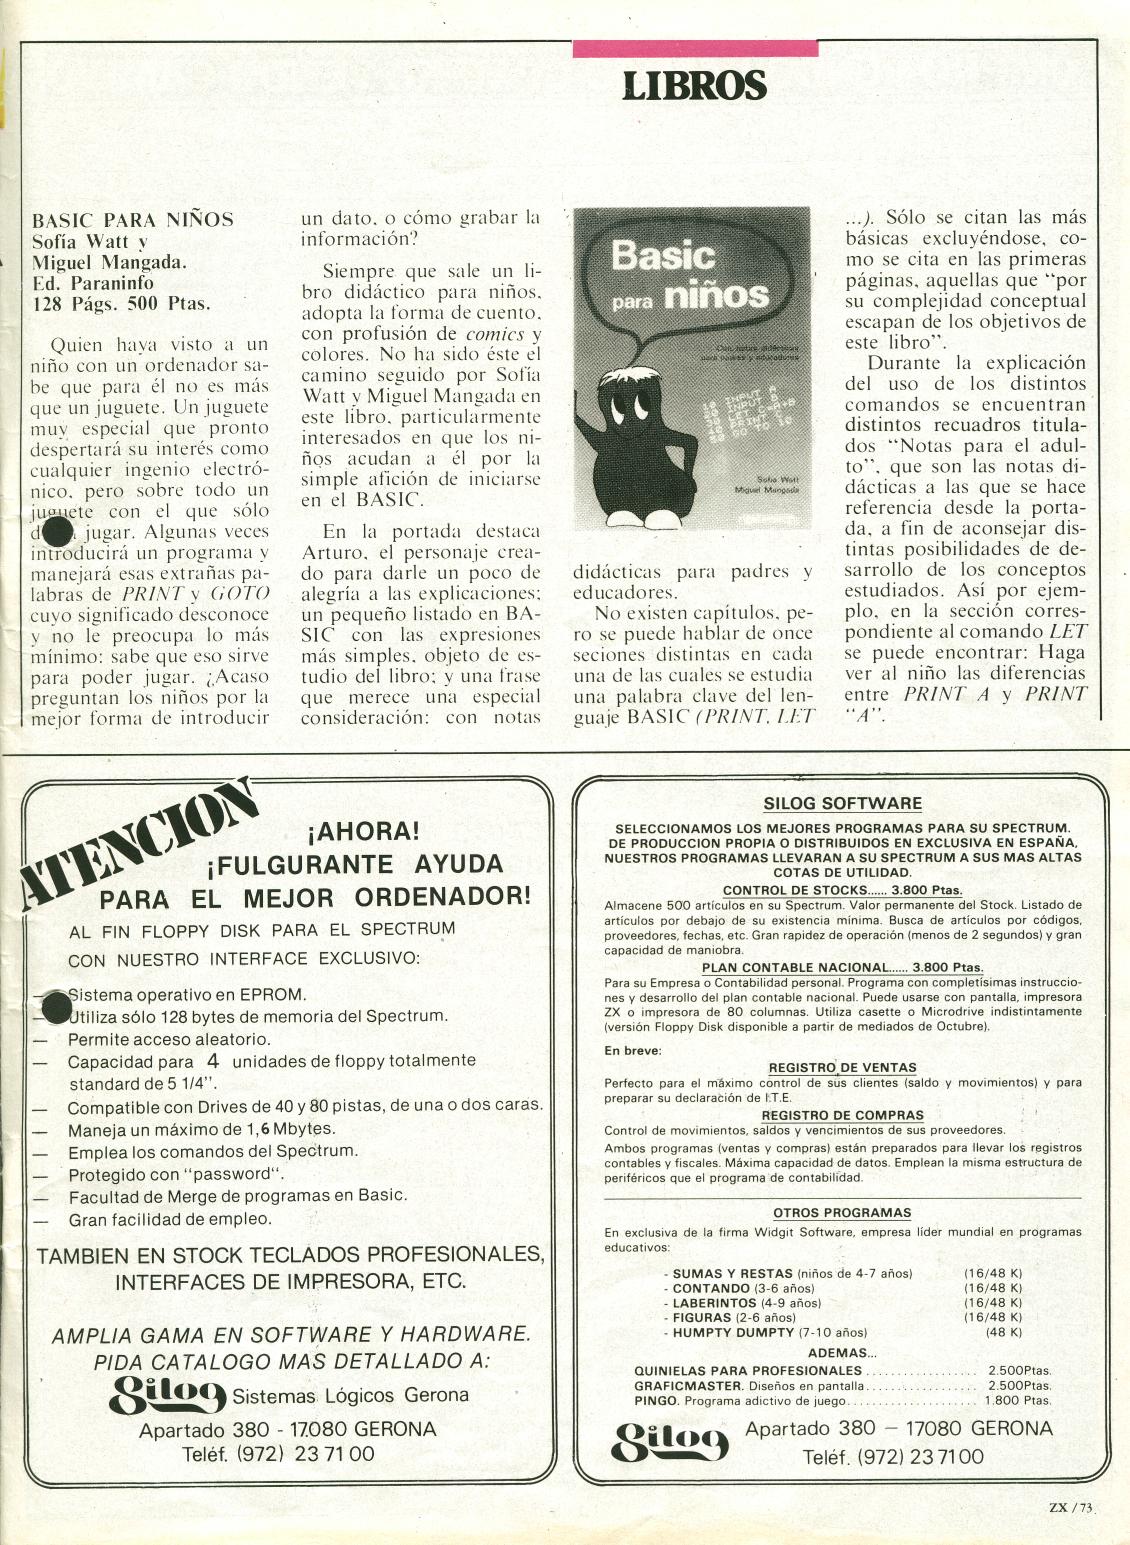 LIBROS
BASIC PARA NIÑOS
Sofía Watt y
Miguel Mangada.
Ed. Paraninfo
128 Págs. 500 Ptas.
Quien haya visto a un
niño con un ordenador sa-
be que para él no es más
que un juguete. Un juguete
muy especial que pronto
despertará su interés como
cualquier ingenio electró-
nico, pero sobre todo un
juguete con el que sólo
jugar. Algunas veces
introducirá un programa y
manejará esas extrañas pa-
labras de PRINT y GOTO
cuyo significado desconoce
y no le preocupa lo más
mínimo: sabe que eso sirve
para poder jugar. ¿Acaso
preguntan los niños por la
mejor forma de introducir
un dato, o cómo grabar la
información?
Siempre que sale un li-
bro didáctico para niños,
adopta la forma de cuento,
con profusión de comics y
colores. No ha sido éste el
camino seguido por Sofía
Watt y Miguel Mangada en
este libro, particularmente
interesados en que los ni-
ños acudan a él por la
simple afición de iniciarse
en el BASIC.
En la portada destaca
Arturo, el personaje crea-
do para darle un poco de
alegría a las explicaciones;
un pequeño listado en BA-
SIC con las expresiones
más simples, objeto de es-
tudio del libro; y una frase
que merece una especial
consideración: con notas
Basic
para niños
Con notas didácticas
para padres y educadores
10 INPUT A
20 INPUT B
30 LET C=A+B
40 PRINT C
50 GO TO 10
Sofía Watt
Miguel Mangada
didácticas para padres y
educadores.
No existen capítulos, pe-
ro se puede hablar de once
seciones distintas en cada
una de las cuales se estudia
una palabra clave del len-
guaje BASIC (PRINT, LET
...). Sólo se citan las más
básicas excluyéndose, co-
mo se cita en las primeras
páginas, aquellas que “por
su complejidad conceptual
escapan de los objetivos de
este libro”.
Durante la explicación
del uso de los distintos
comandos se encuentran
distintos recuadros titula-
dos “Notas para el adul-
to”, que son las notas di-
dácticas a las que se hace
referencia desde la porta-
da, a fin de aconsejar dis-
tintas posibilidades de de-
sarrollo de los conceptos
estudiados. Así por ejem-
plo, en la sección corres-
pondiente al comando LET
se puede encontrar: Haga
ver al niño las diferencias
entre PRINT A y PRINT
“A”.
ATENCION
¡AHORA!
¡FULGURANTE AYUDA
PARA EL MEJOR ORDENADOR!
AL FIN FLOPPY DISK PARA EL SPECTRUM
CON NUESTRO INTERFACE EXCLUSIVO:
— Sistema operativo en EPROM.
— Utiliza sólo 128 bytes de memoria del Spectrum.
— Permite acceso aleatorio.
— Capacidad para 4 unidades de floppy totalmente
standard de 5 1/4”.
— Compatible con Drives de 40 y 80 pistas, de una o dos caras.
— Maneja un máximo de 1,6 Mbytes.
— Emplea los comandos del Spectrum.
— Protegido con “password”.
— Facultad de Merge de programas en Basic.
— Gran facilidad de empleo.
TAMBIEN EN STOCK TECLADOS PROFESIONALES,
INTERFACES DE IMPRESORA, ETC.
AMPLIA GAMA EN SOFTWARE Y HARDWARE.
PIDA CATALOGO MAS DETALLADO A:
Silog Sistemas Lógicos Gerona
Apartado 380 - 17080 GERONA
Teléf. (972) 23 71 00
SILOG SOFTWARE
SELECCIONAMOS LOS MEJORES PROGRAMAS PARA SU SPECTRUM.
DE PRODUCCION PROPIA O DISTRIBUIDOS EN EXCLUSIVA EN ESPAÑA,
NUESTROS PROGRAMAS LLEVARAN A SU SPECTRUM A SUS MAS ALTAS
COTAS DE UTILIDAD.
CONTROL DE STOCKS...... 3.800 Ptas.
Almacene 500 artículos en su Spectrum. Valor permanente del Stock. Listado de
artículos por debajo de su existencia mínima. Busca de artículos por códigos,
proveedores, fechas, etc. Gran rapidez de operación (menos de 2 segundos) y gran
capacidad de maniobra.
PLAN CONTABLE NACIONAL...... 3.800 Ptas.
Para su Empresa o Contabilidad personal. Programa con completísimas instruccio-
nes y desarrollo del plan contable nacional. Puede usarse con pantalla, impresora
ZX o impresora de 80 columnas. Utiliza casette o Microdrive indistintamente
(versión Floppy Disk disponible a partir de mediados de Octubre).
En breve:
REGISTRO DE VENTAS
Perfecto para el máximo control de sus clientes (saldo y movimientos) y para
preparar su declaración de I.T.E.
REGISTRO DE COMPRAS
Control de movimientos, saldos y vencimientos de sus proveedores.
Ambos programas (ventas y compras) están preparados para llevar los registros
contables y fiscales. Máxima capacidad de datos. Emplean la misma estructura de
periféricos que el programa de contabilidad.
OTROS PROGRAMAS
En exclusiva de la firma Widgit Software, empresa líder mundial en programas
educativos:
- SUMAS Y RESTAS (niños de 4-7 años) (16/48 K)
- CONTANDO (3-6 años) (16/48 K)
- LABERINTOS (4-9 años) (16/48 K)
- FIGURAS (2-6 años) (16/48 K)
- HUMPTY DUMPTY (7-10 años) (48 K)
ADEMAS...
QUINIELAS PARA PROFESIONALES ................. 2.500Ptas.
GRAFICMASTER. Diseños en pantalla ................. 2.500Ptas.
PINGO. Programa adictivo de juego .................... 1.800 Ptas.
Silog Apartado 380 – 17080 GERONA
Teléf. (972) 23 71 00
ZX / 73